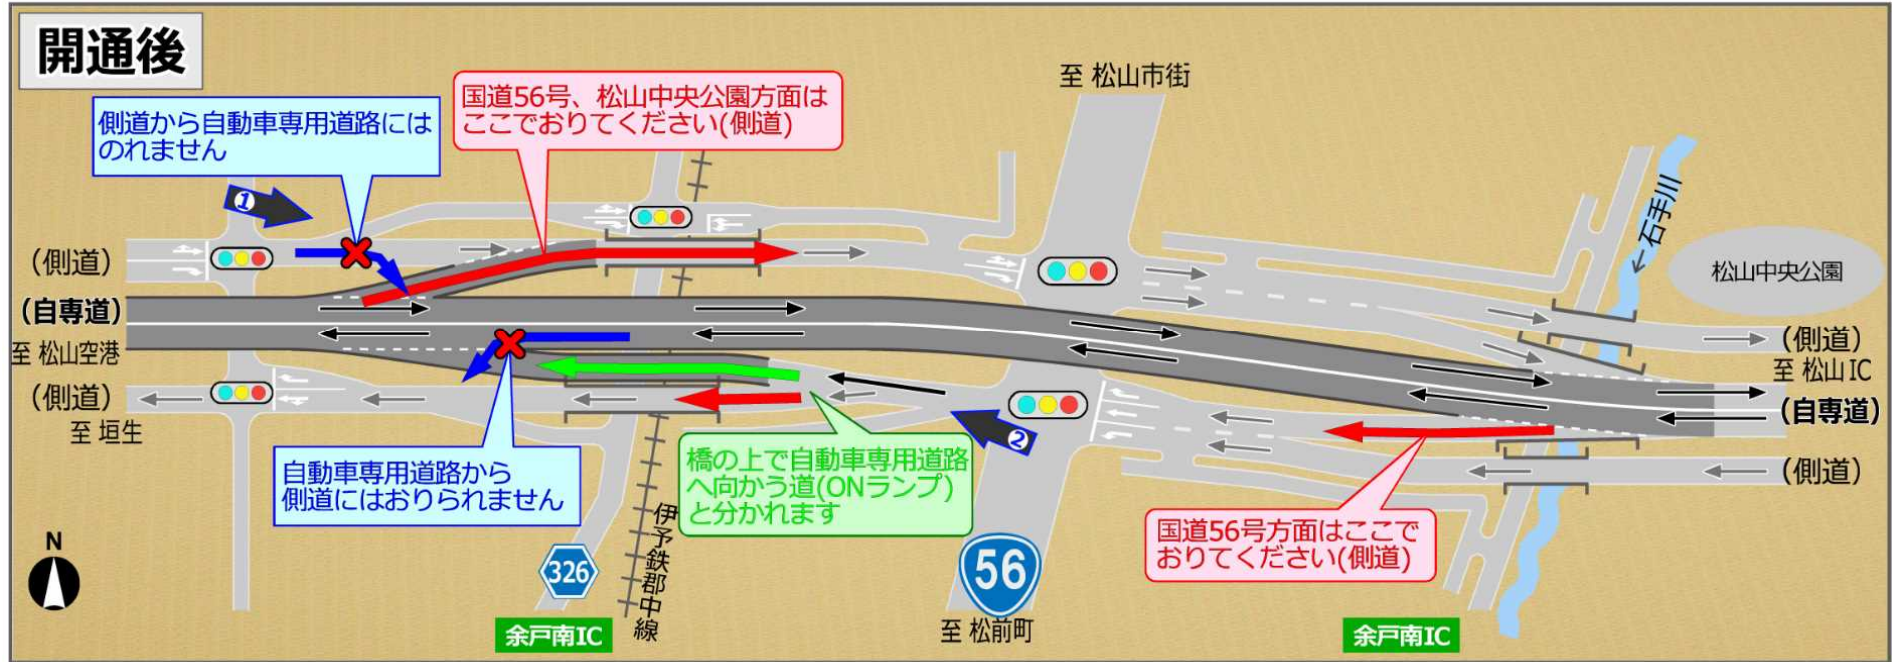 開通後
側道から自動車専用道路には
のれません
国道56号、松山中央公園方面は
ここでおりてください(側道)
至 松山市街
1
石手川
松山中央公園
(側道)
(自専道)
至 松山空港
(側道)
至 垣生
(側道)
至 松山IC
(自専道)
(側道)
2
自動車専用道路から
側道にはおりられません
橋の上で自動車専用道路
へ向かう道(ONランプ)
と分かれます
国道56号方面はここで
おりてください(側道)
N
326
伊予鉄郡中線
56
余戸南IC
至 松前町
余戸南IC